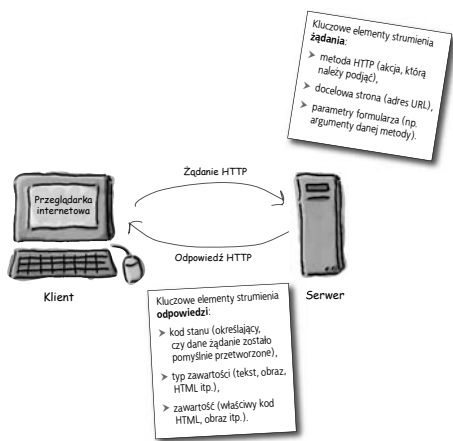 Kluczowe elementy strumienia
żądania:
➤ metoda HTTP (akcja, którą
należy podjąć),
➤ docelowa strona (adres URL),
➤ parametry formularza (np.
argumenty danej metody).
Żądanie HTTP
Przeglądarka
internetowa
Odpowiedź HTTP
Klient
Serwer
Kluczowe elementy strumienia
odpowiedzi:
➤ kod stanu (określający,
czy dane żądanie zostało
pomyślnie przetworzone),
➤ typ zawartości (tekst, obraz,
HTML itp.),
➤ zawartość (właściwy kod
HTML, obraz itp.).